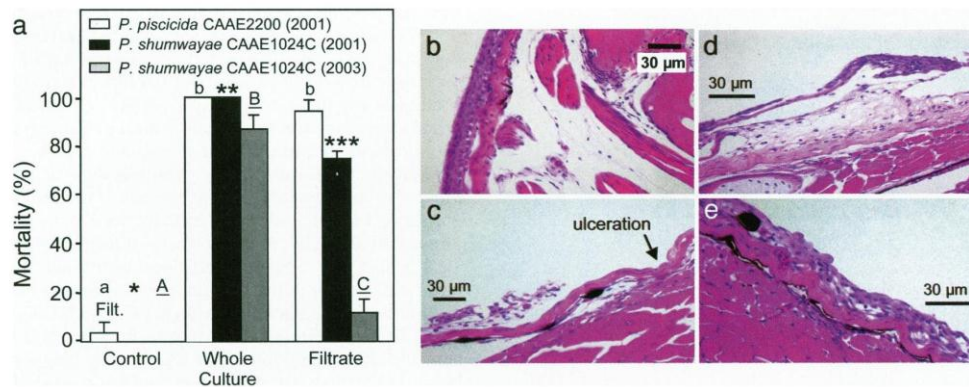 a
P. piscicida CAAE2200 (2001)
P. shumwayae CAAE1024C (2001)
P. shumwayae CAAE1024C (2003)
Mortality (%)
100
80
60
40
20
0
a
Filt.
*
A
b
**
B
b
***
C
Control
Whole
Culture
Filtrate
b
30 µm
d
30 µm
c
ulceration
30 µm
e
30 µm